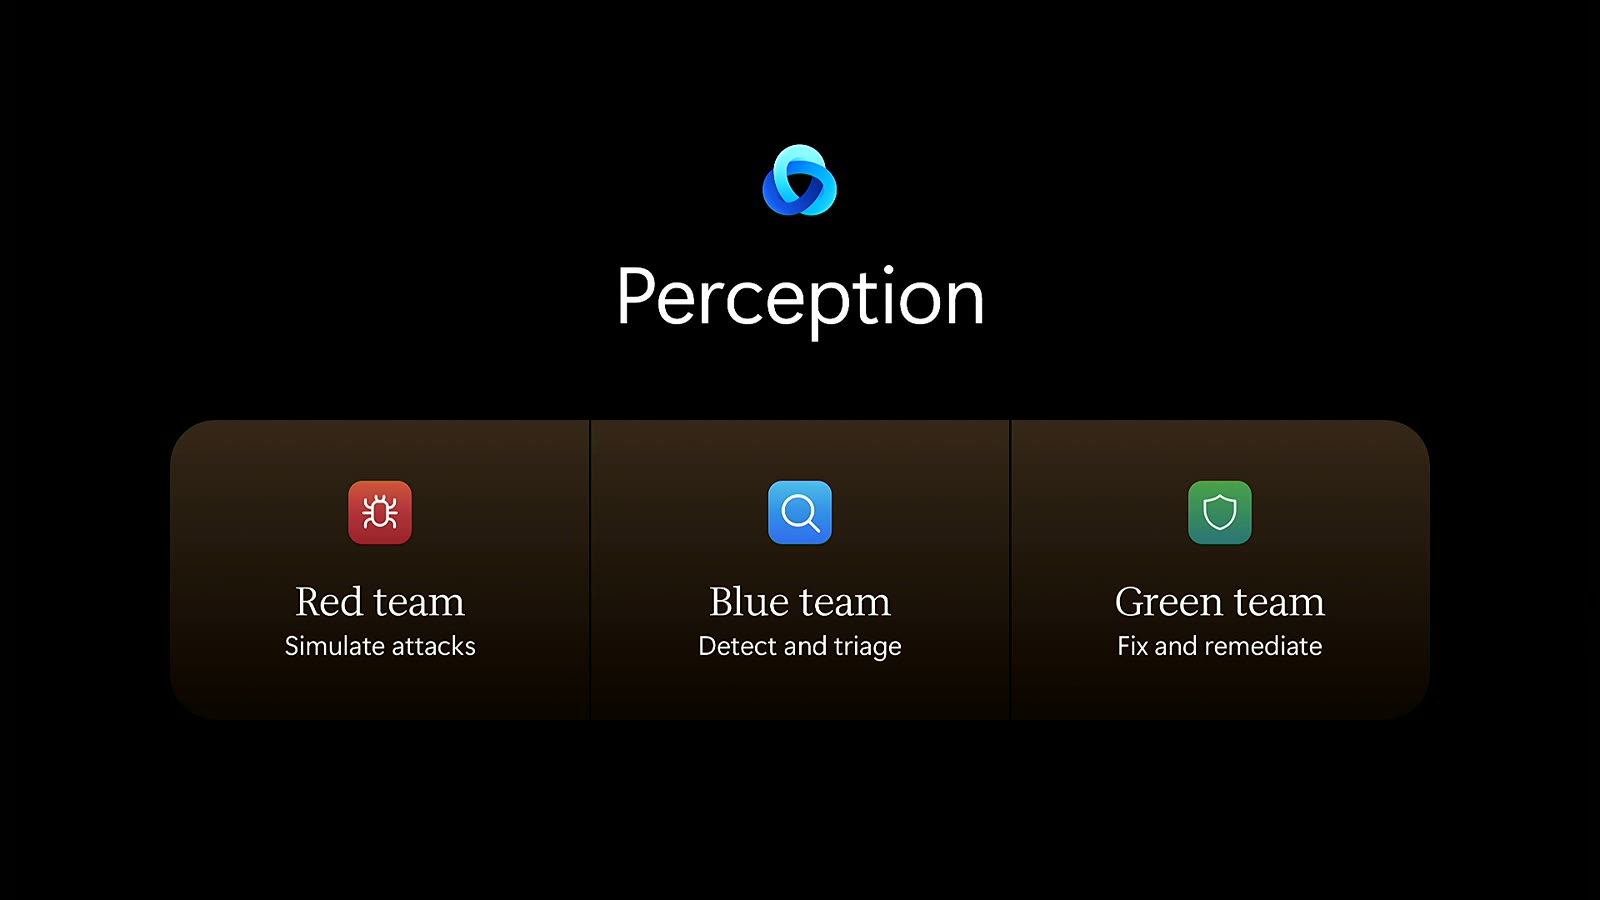 Perception
Red team
Simulate attacks
Blue team
Detect and triage
Green team
Fix and remediate